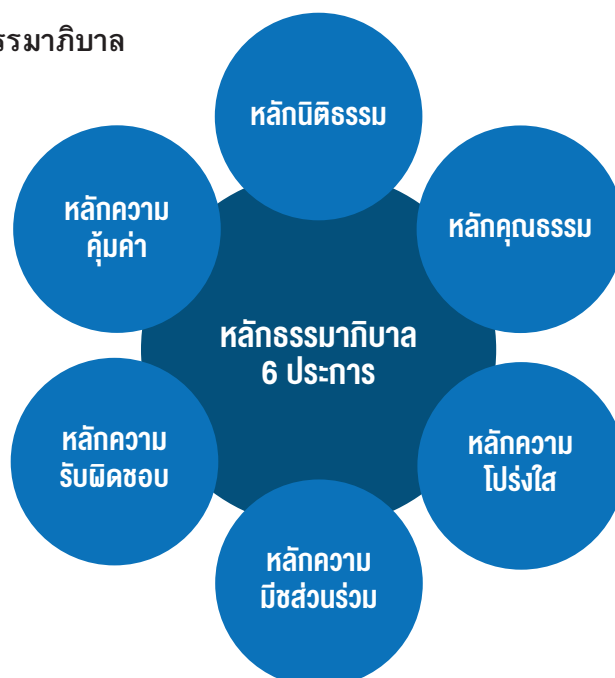 รรมาภิบาล
หลักนิติธรรม
หลักคุณธรรม
หลักความ
โปร่งใส
หลักความ
มีชส่วนร่วม
หลักความ
รับผิดชอบ
หลักความ
คุ้มค่า
หลักธรรมาภิบาล
6 ประการ